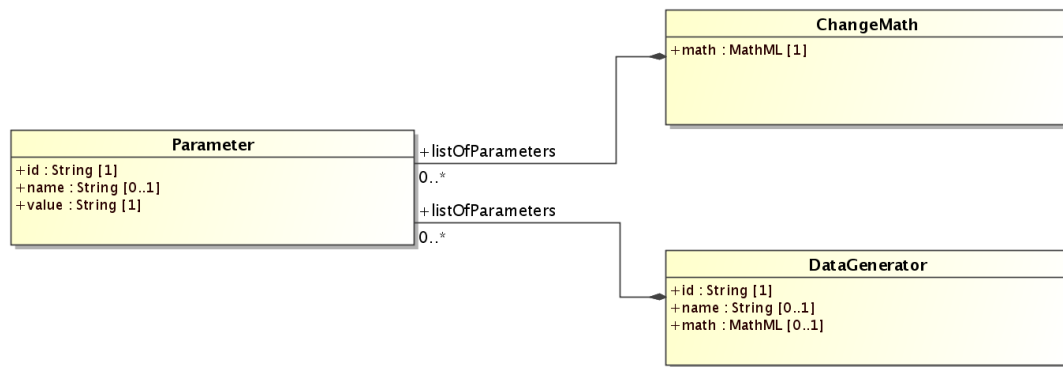 ChangeMath
+math : MathML [1]
Parameter
+id : String [1]
+name : String [0..1]
+value : String [1]
+listOfParameters
0..*
+listOfParameters
0..*
DataGenerator
+id : String [1]
+name : String [0..1]
+math : MathML [0..1]